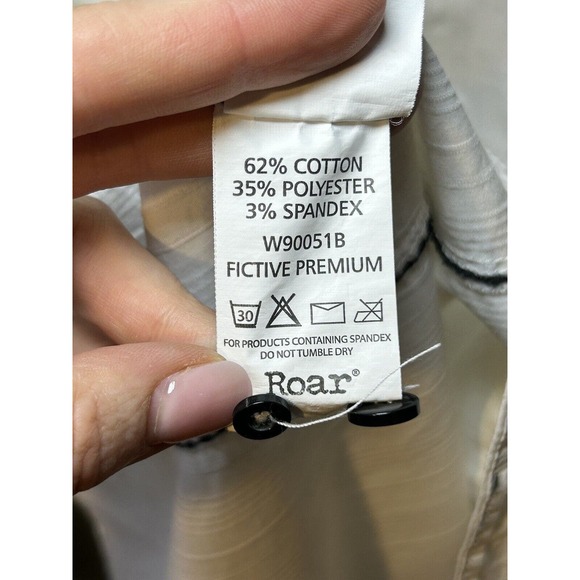 62% COTTON
35% POLYESTER
3% SPANDEX
W90051B
FICTIVE PREMIUM
30
FOR PRODUCTS CONTAINING SPANDEX
DO NOT TUMBLE DRY
Roar®